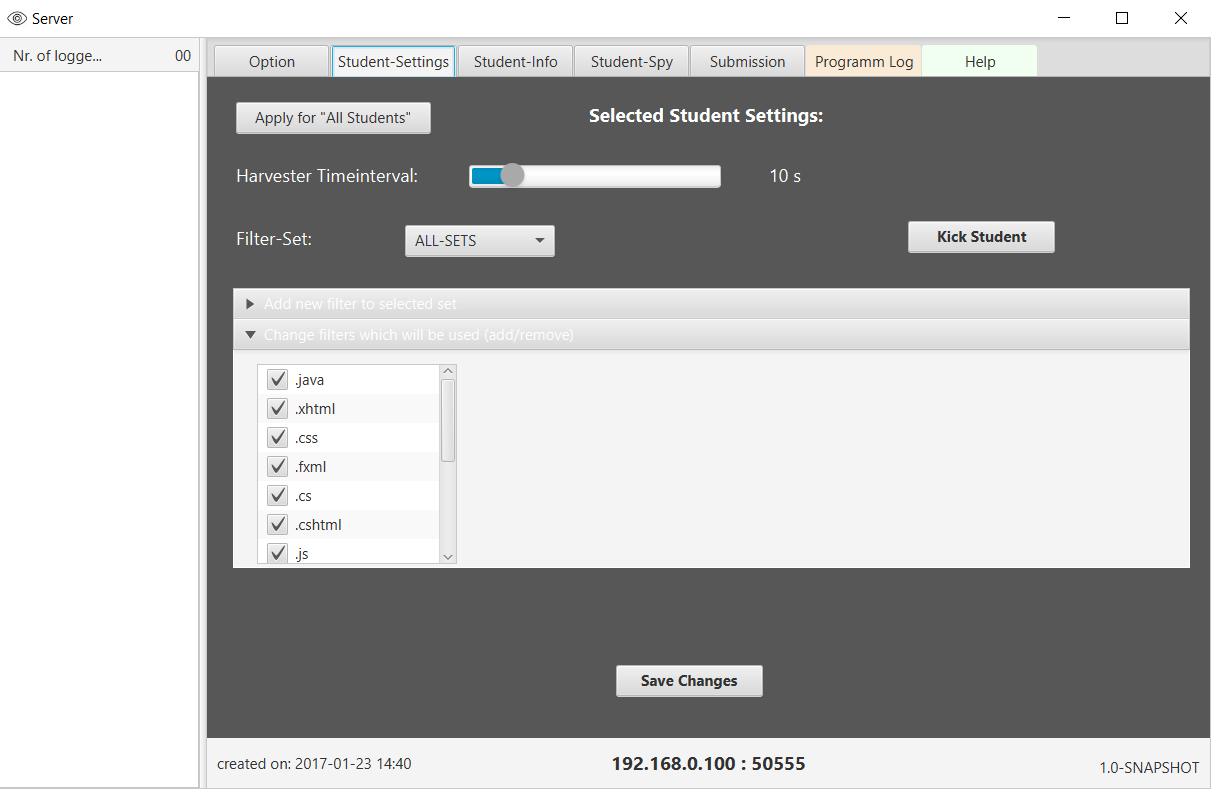 Server
Nr. of logge... 00
Option Student-Settings Student-Info Student-Spy Submission Programm Log Help
Apply for "All Students" Selected Student Settings:
Harvester Timeinterval: 10 s
Filter-Set: ALL-SETS Kick Student
Add new filter to selected set
Change filters which will be used (add/remove)
.java
.xhtml
.css
.fxml
.cs
.cshtml
.js
Save Changes
created on: 2017-01-23 14:40 192.168.0.100 : 50555 1.0-SNAPSHOT